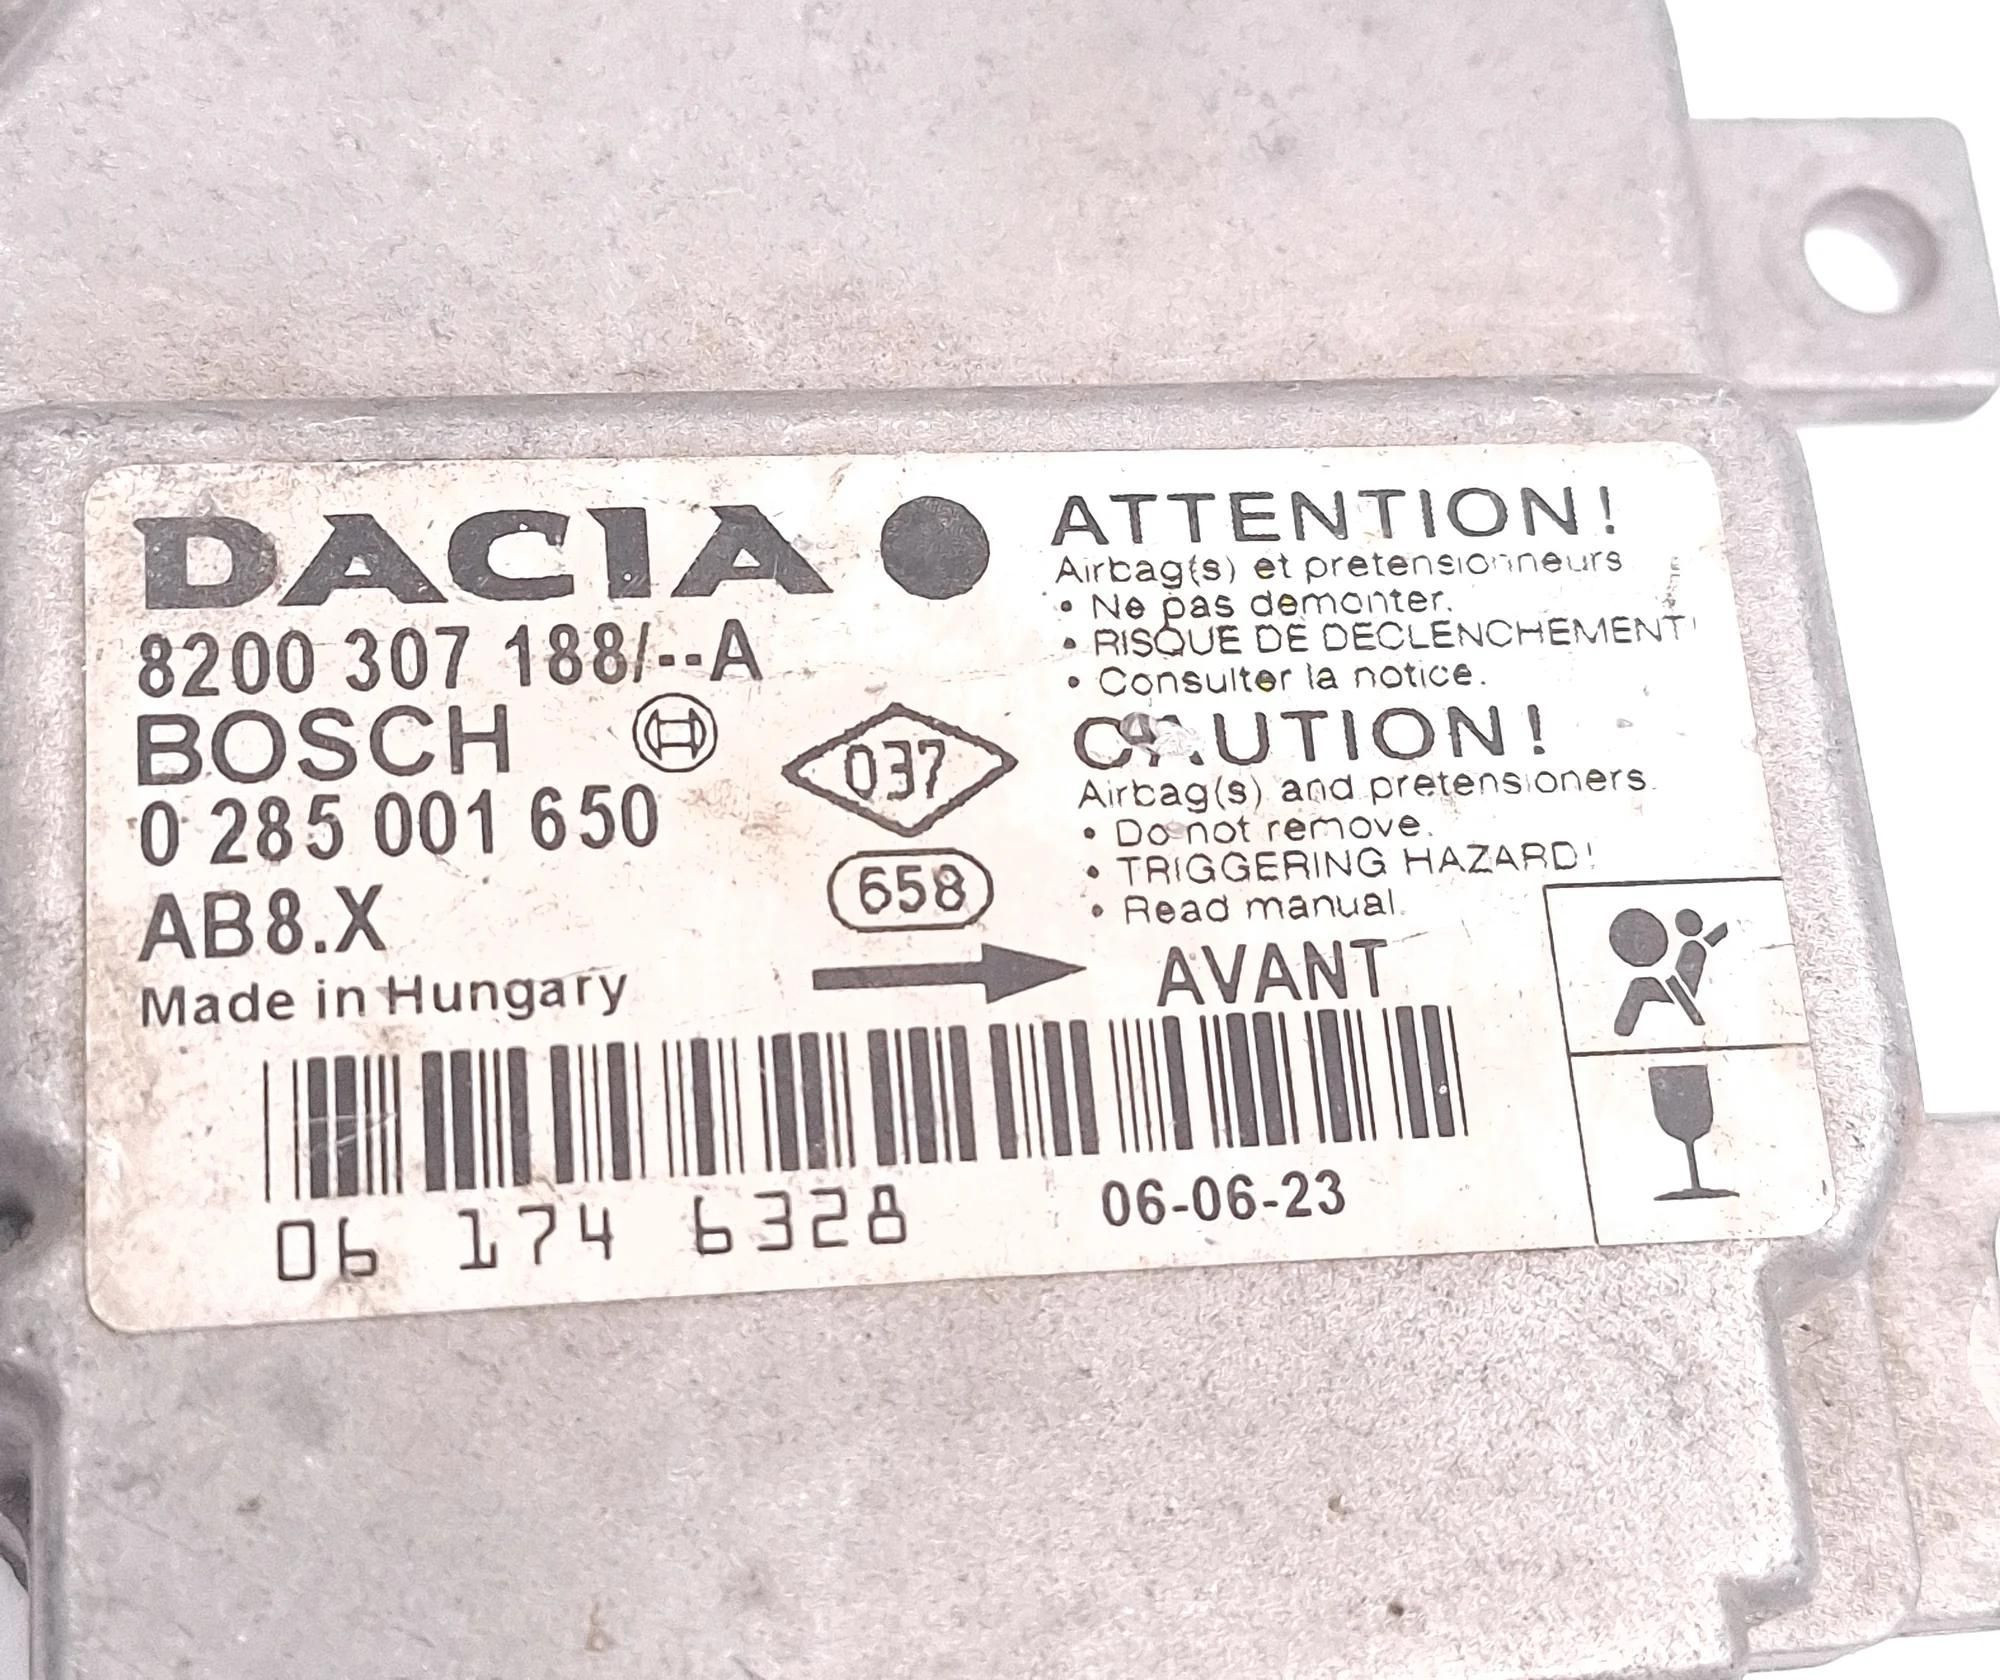 DACIA
8200 307 188/--A
BOSCH
0 285 001 650
AB8.X
Made in Hungary
037
658
ATTENTION!
Airbag(s) et pretensionneurs
• Ne pas demonter.
• RISQUE DE DECLENCHEMENT!
• Consulter la notice.
CAUTION!
Airbag(s) and pretensioners.
• Do not remove.
• TRIGGERING HAZARD!
• Read manual.
AVANT
06 174 6328
06-06-23